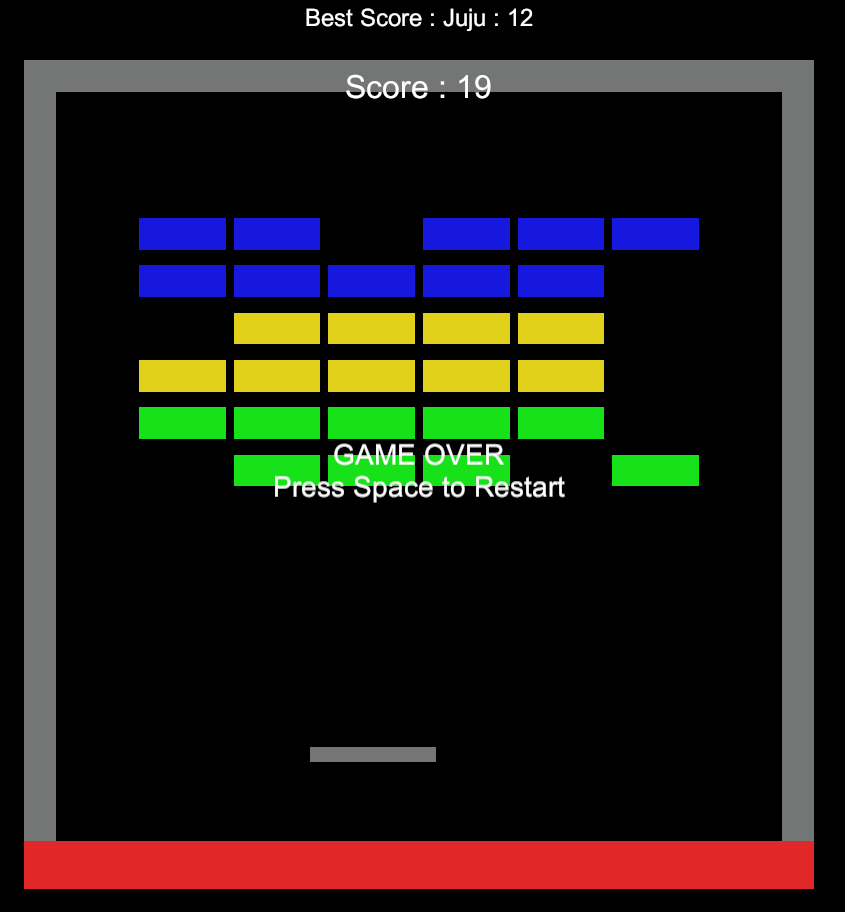 Best Score : Juju : 12
Score : 19
GAME OVER
Press Space to Restart